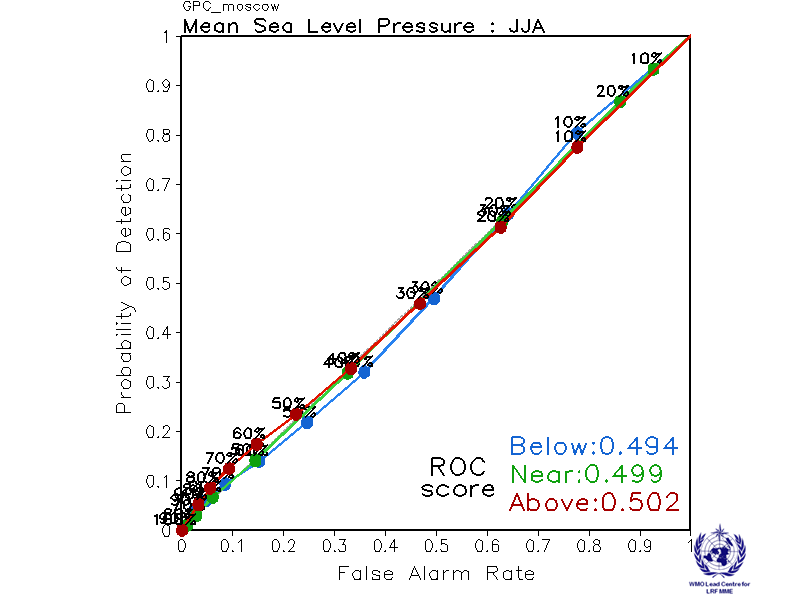 GPC_moscow
Mean Sea Level Pressure : JJA
1
0.9
0.8
0.7
0.6
0.5
0.4
0.3
0.2
0.1
0
Probability of Detection
10%
20%
10%
10%
20%
20%
30%
30%
50%
60%
70%
ROC
score
Below:0.494
Near:0.499
Above:0.502
0 0.1 0.2 0.3 0.4 0.5 0.6 0.7 0.8 0.9 1
False Alarm Rate
WMO Lead Centre for
LRF MME